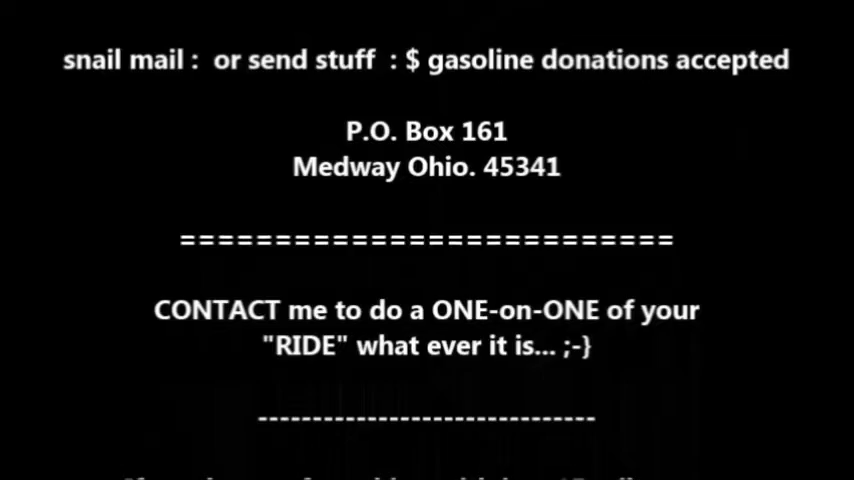 snail mail :  or send stuff  : $ gasoline donations accepted
P.O. Box 161
Medway Ohio. 45341
==========================
CONTACT me to do a ONE-on-ONE of your
"RIDE" what ever it is... ;-}
-------------------------------